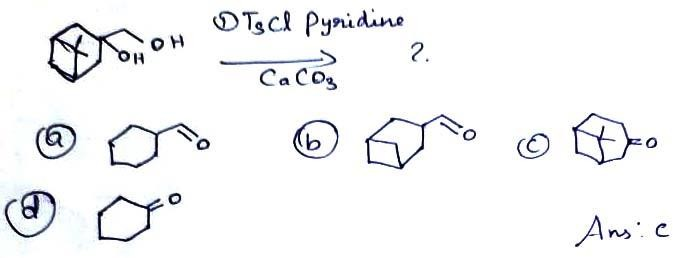 ① TsCl Pyridine
OH
OH
CaCO₃
?.
ⓐ
O
ⓑ
O
ⓒ
=O
ⓓ
O
Ans: c